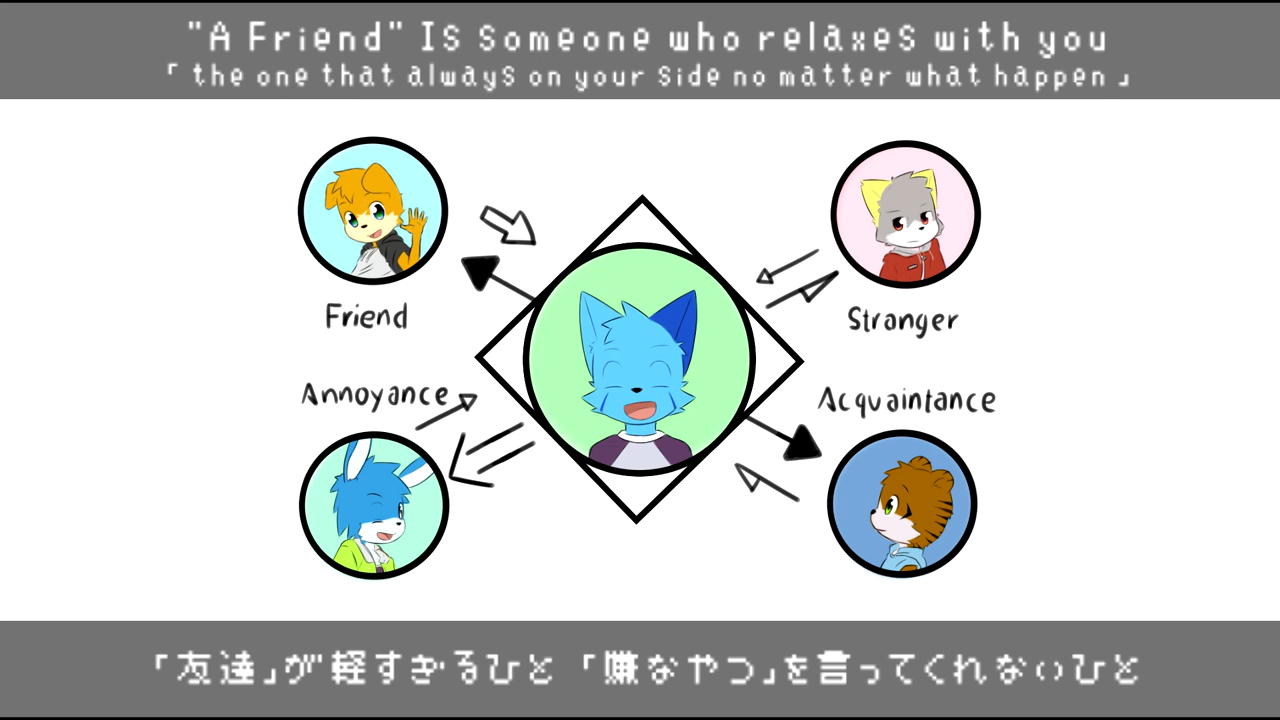 "A Friend" Is Someone who relaxes with you
「the one that always on your side no matter what happen」
Friend
Stranger
Annoyance
Acquaintance
「友達」が軽すぎるひと 「嫌なやつ」を言ってくれないひと